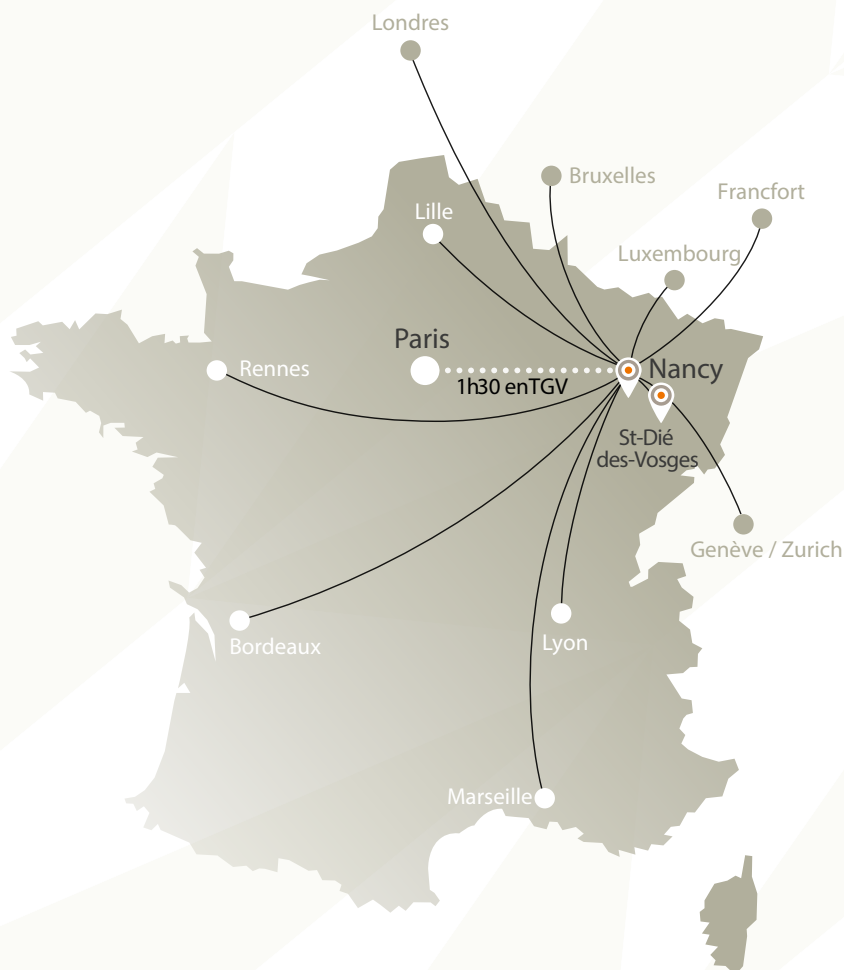 Londres
Bruxelles
Francfort
Lille
Luxembourg
Paris
Rennes
Nancy
1h30 enTGV
St-Dié
des-Vosges
Genève / Zurich
Bordeaux
Lyon
Marseille